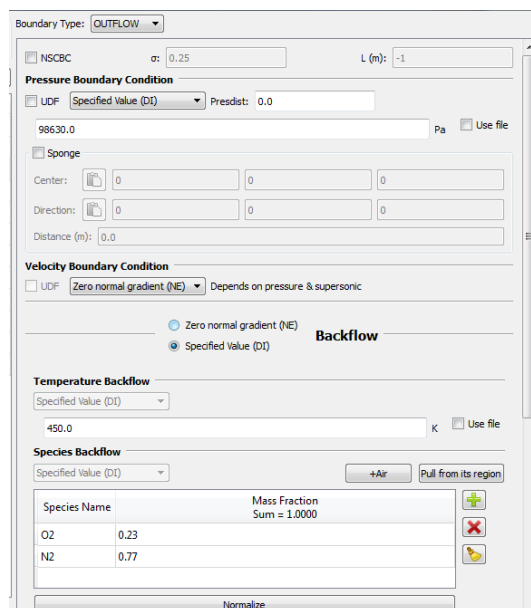 Boundary Type: OUTFLOW
NSCBC σ: 0.25 L (m): -1
Pressure Boundary Condition
UDF Specified Value (DI) Presdist: 0.0
98630.0 Pa Use file
Sponge
Center: 0 0 0
Direction: 0 0 0
Distance (m): 0.0
Velocity Boundary Condition
UDF Zero normal gradient (NE) Depends on pressure & supersonic
Zero normal gradient (NE)
Backflow
Specified Value (DI)
Temperature Backflow
Specified Value (DI)
450.0 K Use file
Species Backflow
Specified Value (DI) +Air Pull from its region
Species Name Mass Fraction
Sum = 1.0000
O2 0.23
N2 0.77
Normalize